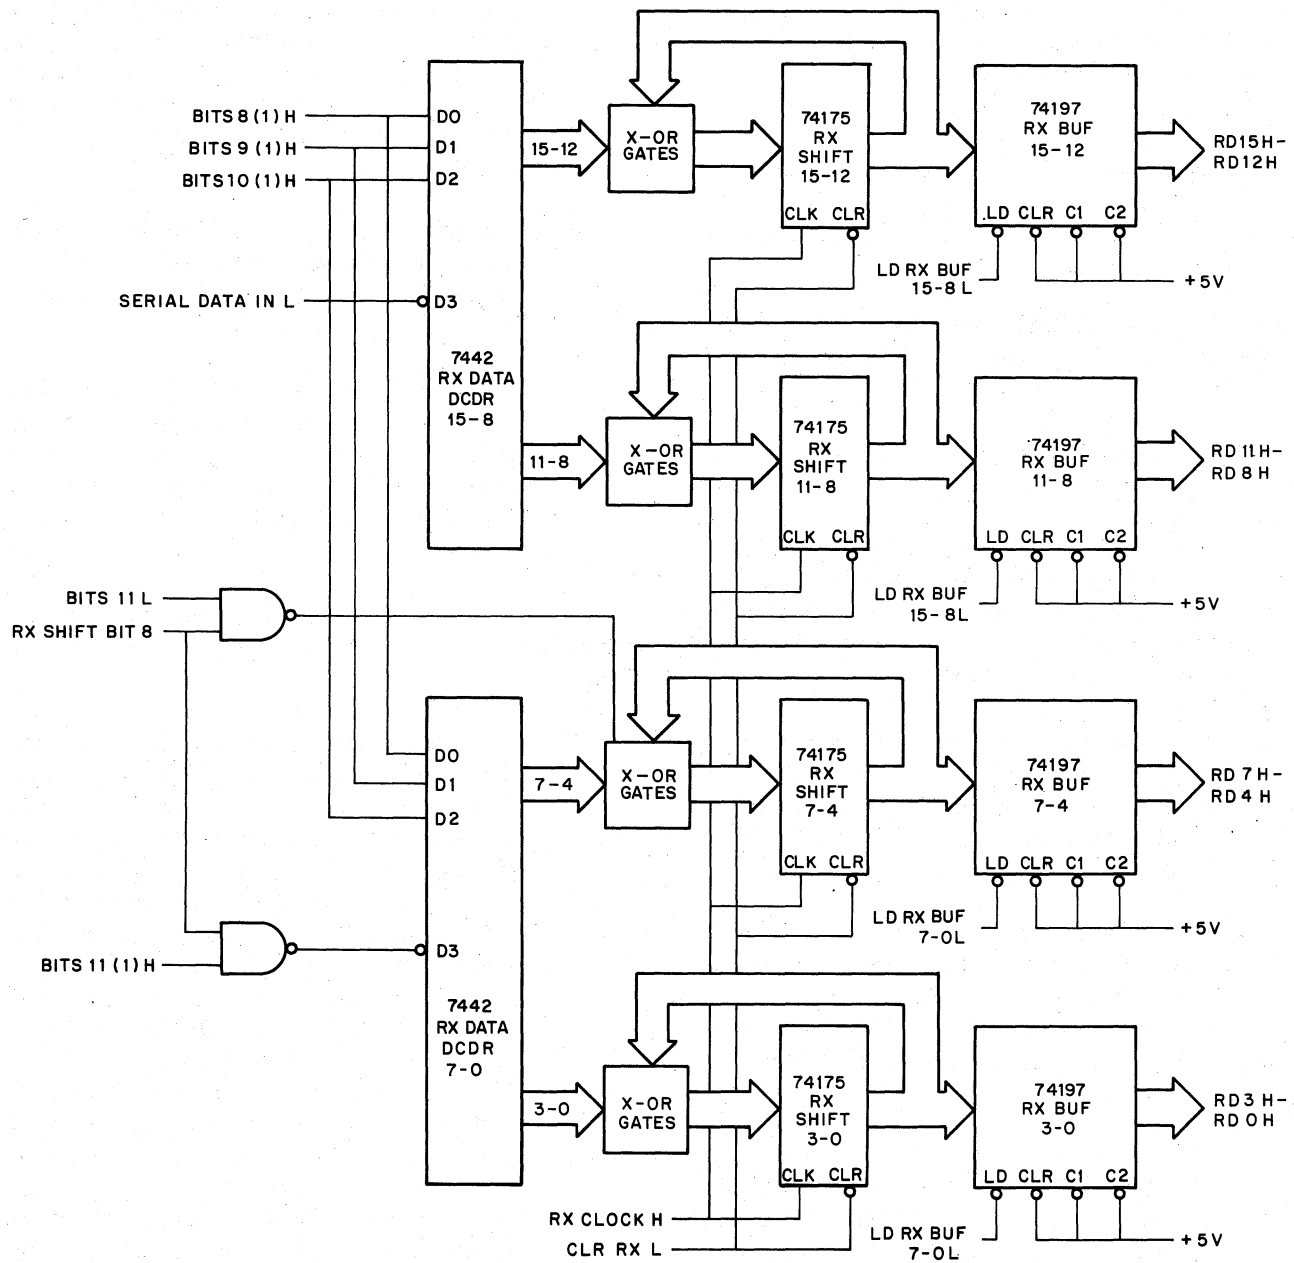 BITS 8 (1) H
BITS 9 (1) H
BITS 10 (1) H
SERIAL DATA IN L
D0
D1
D2
D3
7442
RX DATA
DCDR
15-8
15-12
11-8
X-OR
GATES
74175
RX
SHIFT
15-12
CLK CLR
74197
RX BUF
15-12
LD CLR C1 C2
RD15H-
RD12H
LD RX BUF
15-8L
+5V
X-OR
GATES
74175
RX
SHIFT
11-8
CLK CLR
74197
RX BUF
11-8
LD CLR C1 C2
RD 11H-
RD 8 H
LD RX BUF
15-8L
+5V
BITS 11 L
RX SHIFT BIT 8
BITS 11 (1) H
D0
D1
D2
D3
7442
RX DATA
DCDR
7-0
7-4
3-0
X-OR
GATES
74175
RX
SHIFT
7-4
CLK CLR
74197
RX BUF
7-4
LD CLR C1 C2
RD 7 H-
RD 4 H
LD RX BUF
7-0L
+5V
X-OR
GATES
74175
RX
SHIFT
3-0
CLK CLR
74197
RX BUF
3-0
LD CLR C1 C2
RD 3 H-
RD 0 H
RX CLOCK H
CLR RX L
LD RX BUF
7-0L
+5V